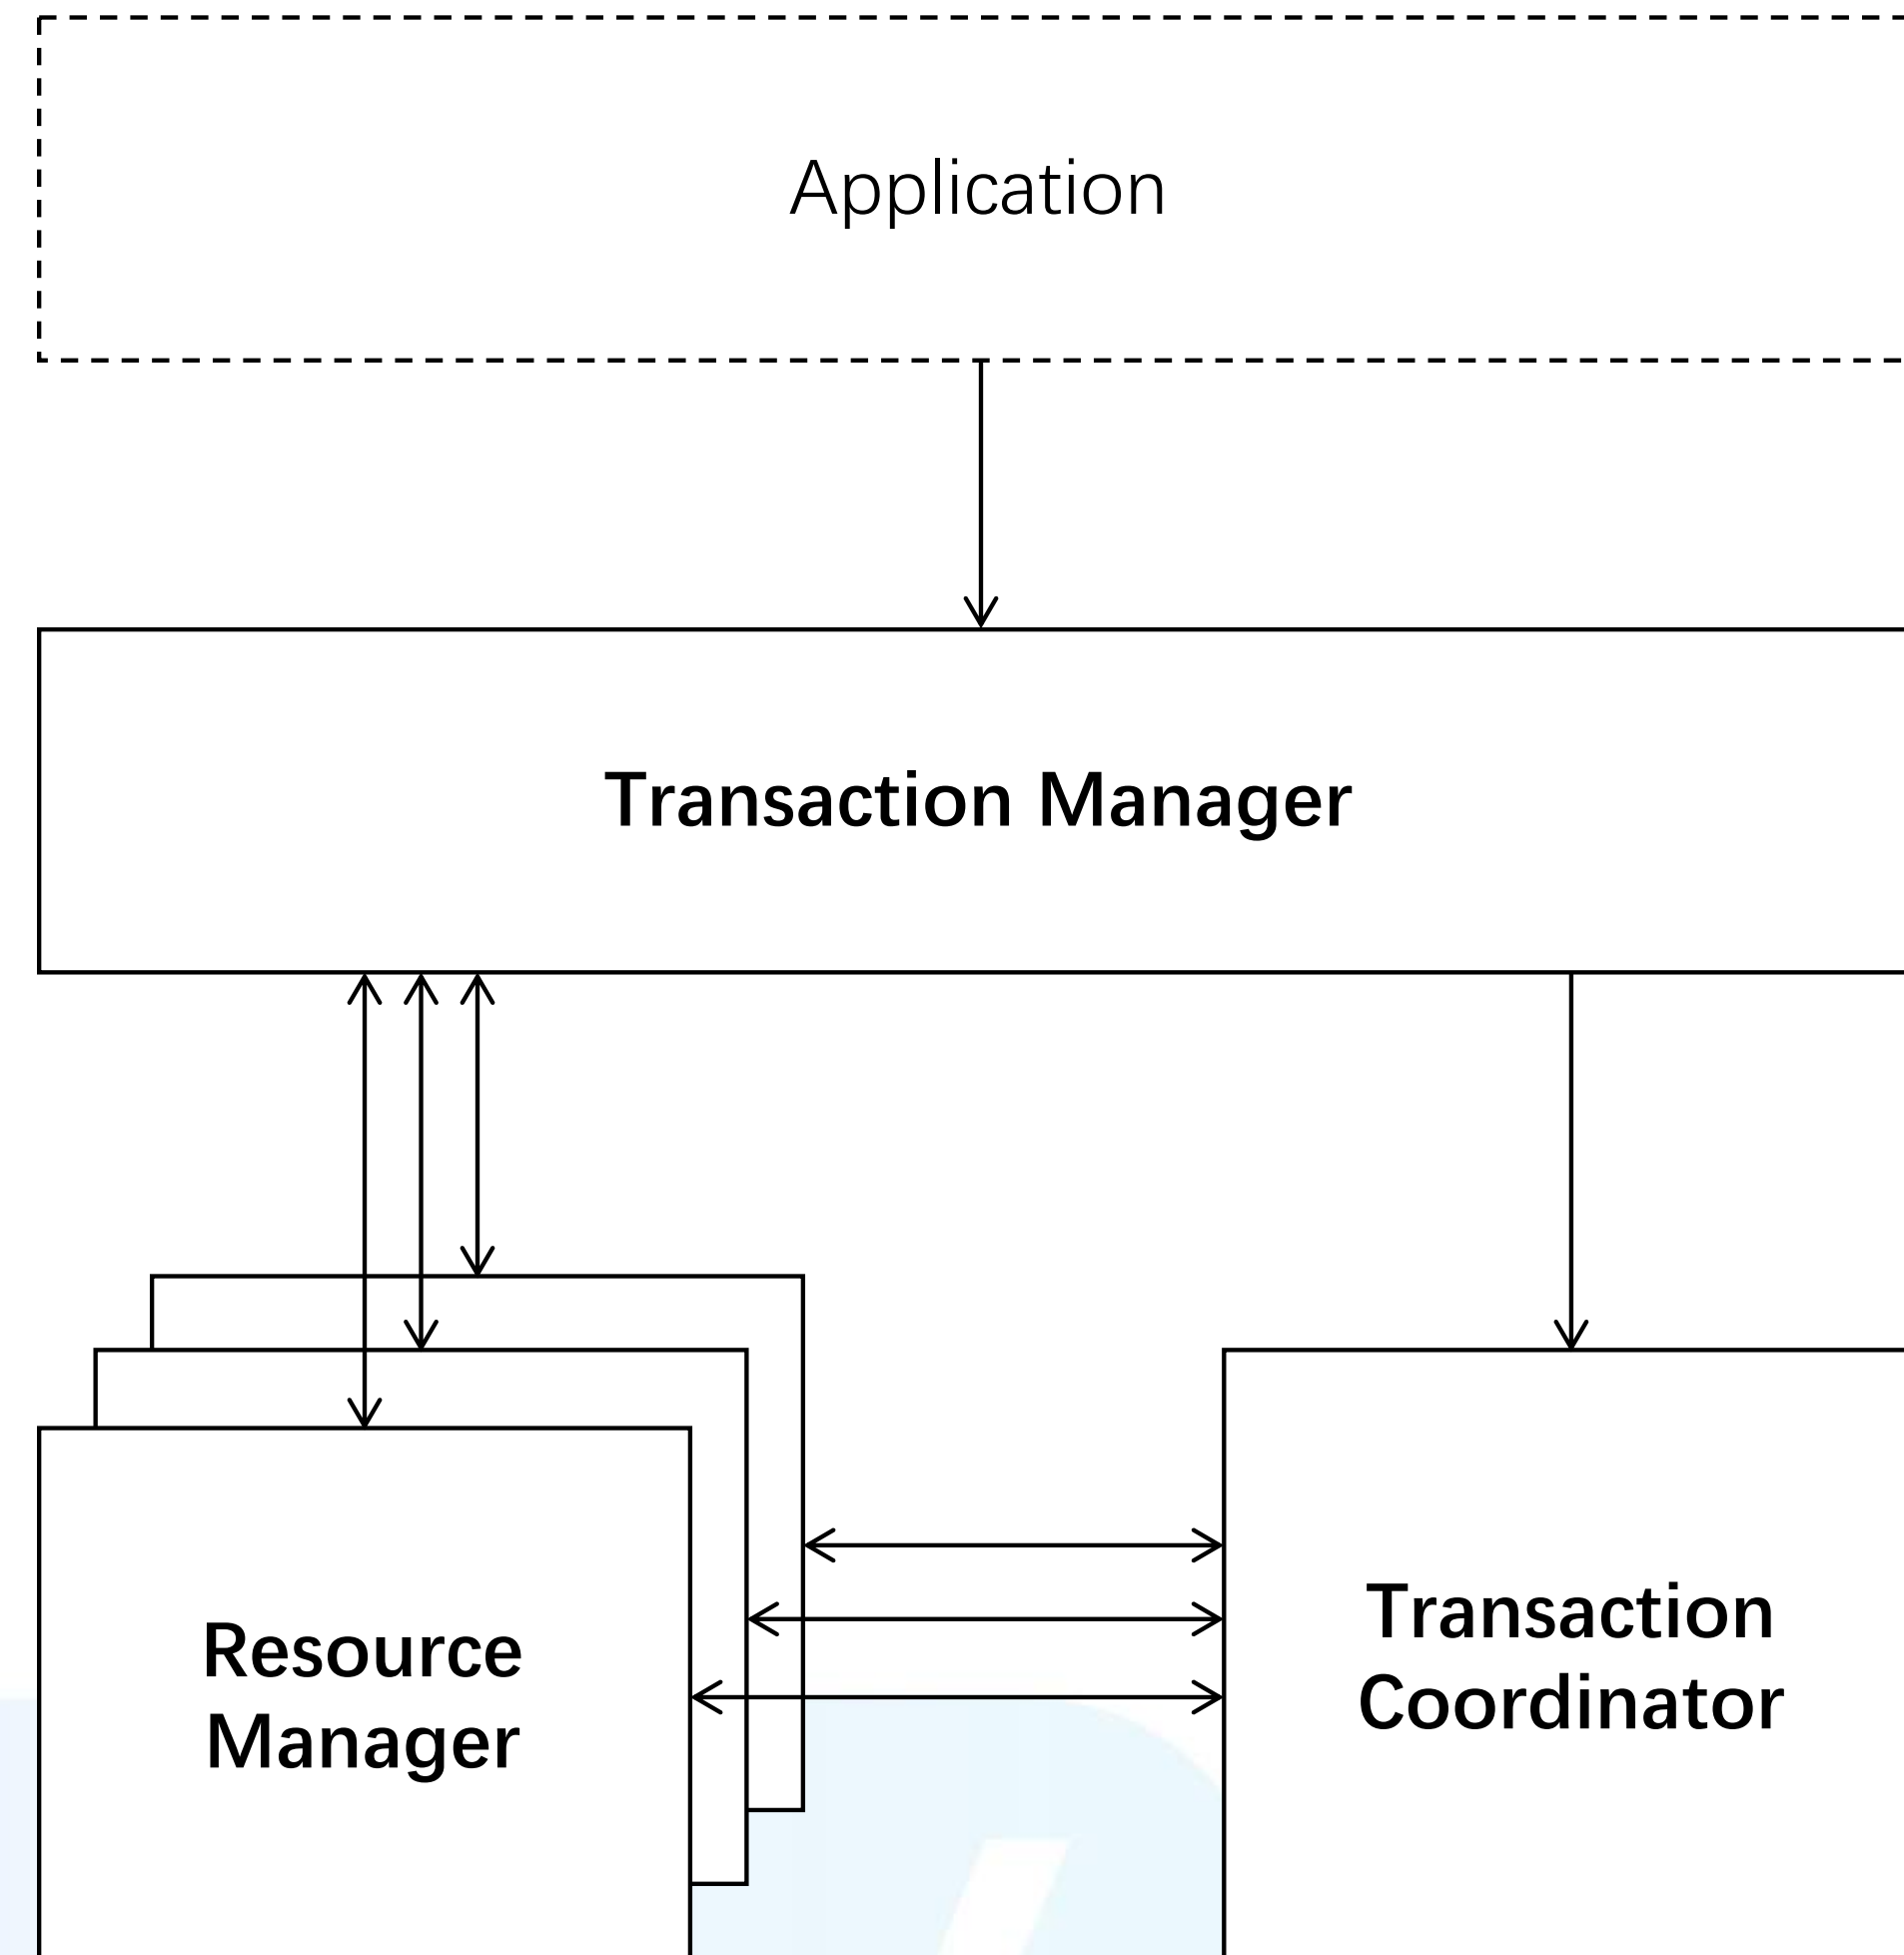 Application
Transaction Manager
Resource
Manager
Transaction
Coordinator